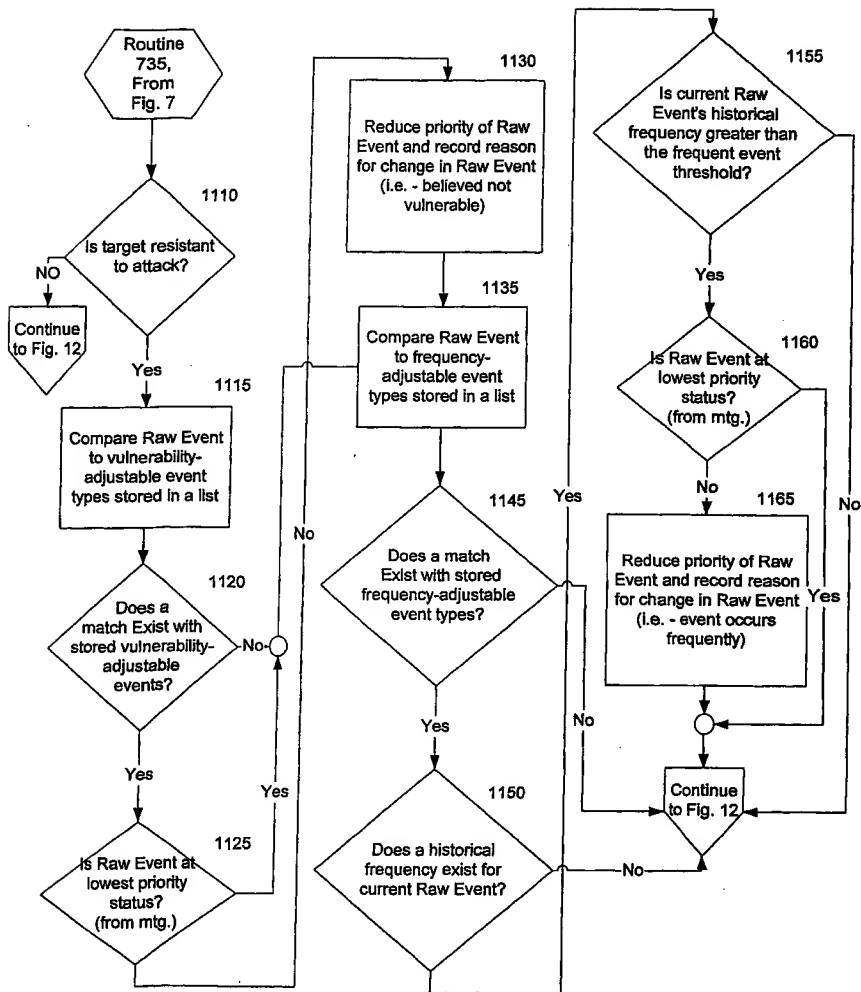 Routine
735,
From
Fig. 7
1110
Is target resistant
to attack?
NO
Continue
to Fig. 12
Yes
1115
Compare Raw Event
to vulnerability-
adjustable event
types stored in a list
1120
Does a
match Exist with
stored vulnerability-
adjustable
events?
No
Yes
Yes
1125
Is Raw Event at
lowest priority
status?
(from mtg.)
No
1130
Reduce priority of Raw
Event and record reason
for change in Raw Event
(i.e. - believed not
vulnerable)
1135
Compare Raw Event
to frequency-
adjustable event
types stored in a list
1145
Does a match
Exist with stored
frequency-adjustable
event types?
No
Yes
1150
Does a historical
frequency exist for
current Raw Event?
No
Yes
1155
Is current Raw
Event's historical
frequency greater than
the frequent event
threshold?
Yes
No
1160
Is Raw Event at
lowest priority
status?
(from mtg.)
No
Yes
1165
Reduce priority of Raw
Event and record reason
for change in Raw Event
(i.e. - event occurs
frequently)
Continue
to Fig. 12